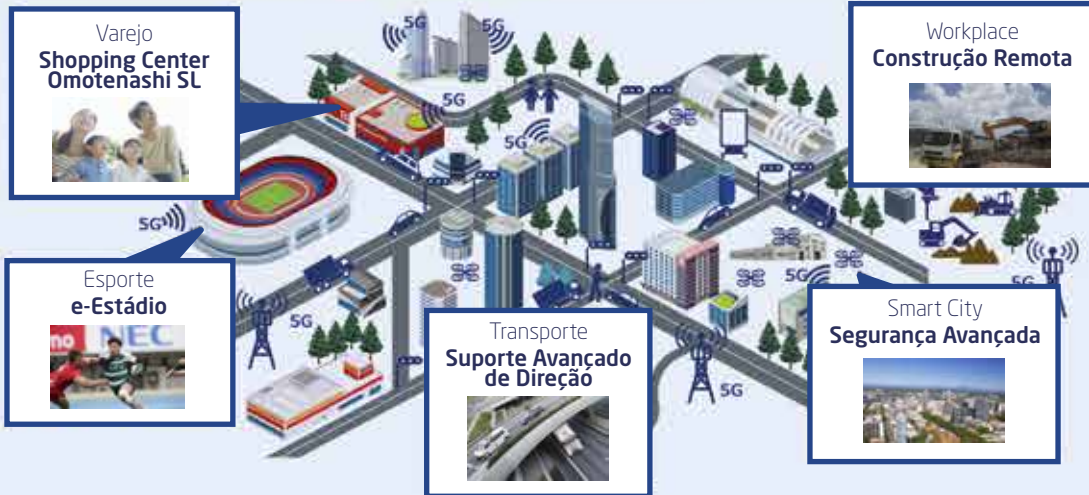 Varejo
Shopping Center
Omotenashi SL
Workplace
Construção Remota
5G
5G
5G
5G
5G
Esporte
e-Estádio
NEC
5G
Transporte
Suporte Avançado
de Direção
5G
5G
Smart City
Segurança Avançada
5G